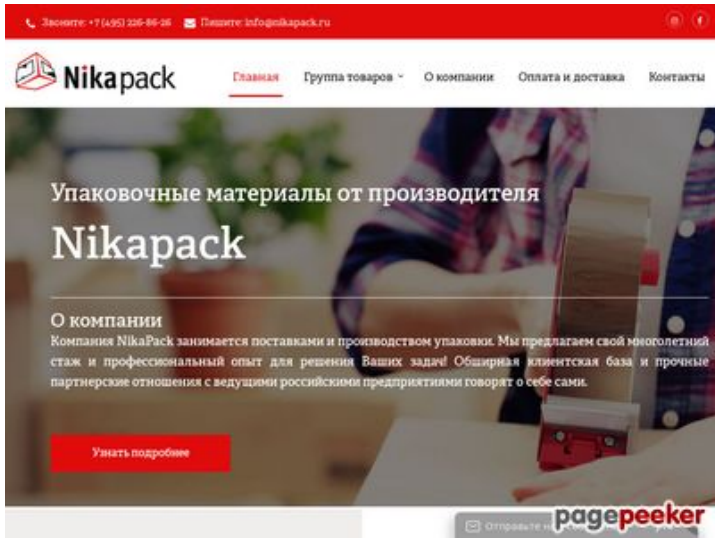 Звоните: +7 (495) 226-86-26 Пишите: info@nikapack.ru
Nikapack
Главная Группа товаров О компании Оплата и доставка Контакты
Упаковочные материалы от производителя
Nikapack
О компании
Компания NikaPack занимается поставками и производством упаковки. Мы предлагаем свой многолетний
стаж и профессиональный опыт для решения Ваших задач! Обширная клиентская база и прочные
партнерские отношения с ведущими российскими предприятиями говорят о себе сами.
Узнать подробнее
Отправьте
pagepeeker